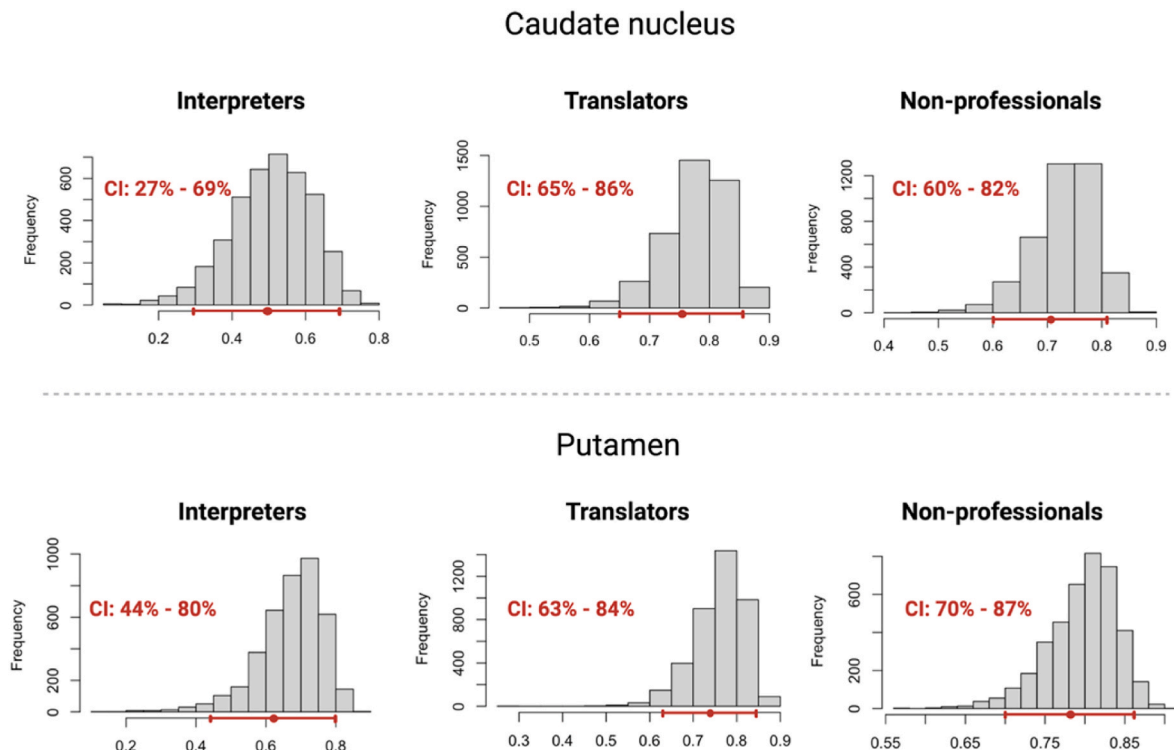 Caudate nucleus
Interpreters
Translators
Non-professionals
CI: 27% - 69%
CI: 65% - 86%
CI: 60% - 82%
Frequency
0
200
400
600
0.2
0.4
0.6
0.8
Frequency
0
500
1000
1500
0.5
0.6
0.7
0.8
0.9
Frequency
0
400
800
1200
0.4
0.5
0.6
0.7
0.8
0.9
Putamen
Interpreters
Translators
Non-professionals
CI: 44% - 80%
CI: 63% - 84%
CI: 70% - 87%
Frequency
0
200
600
1000
0.2
0.4
0.6
0.8
Frequency
0
400
800
1200
0.3
0.4
0.5
0.6
0.7
0.8
0.9
Frequency
0
200
600
0.55
0.65
0.75
0.85